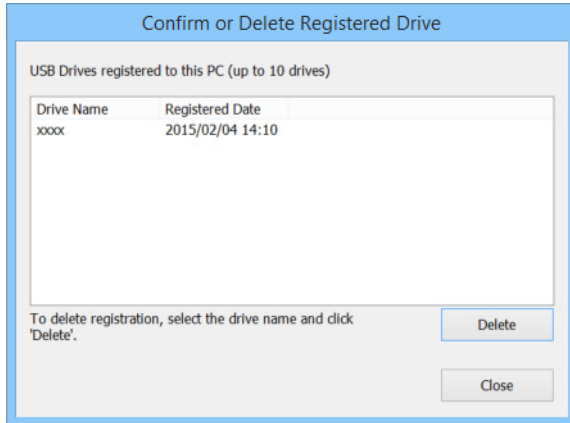 Confirm or Delete Registered Drive
USB Drives registered to this PC (up to 10 drives)
Drive Name Registered Date
xxxx 2015/02/04 14:10
To delete registration, select the drive name and click
'Delete'.
Delete
Close